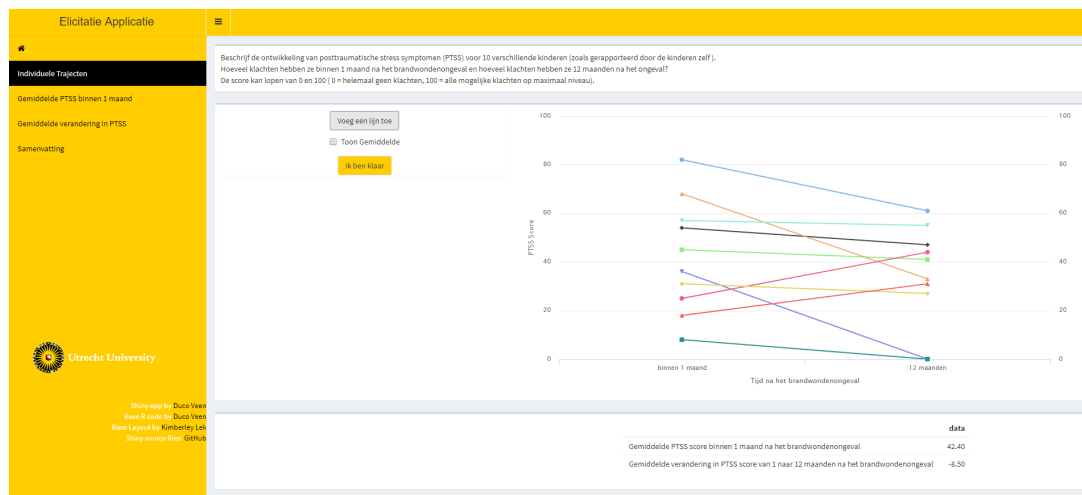 Elicitatie Applicatie
Individuele Trajecten
Gemiddelde PTSS binnen 1 maand
Gemiddelde verandering in PTSS
Samenvatting
Utrecht University
Shiny app by Duco Veen
Base R code by Duco Veen
Base Layout by Kimberley Lek
Shiny source files: GitHub
Beschrijf de ontwikkeling van posttraumatische stress symptomen (PTSS) voor 10 verschillende kinderen (zoals gerapporteerd door de kinderen zelf).
Hoeveel klachten hebben ze binnen 1 maand na het brandwondenongeval en hoeveel klachten hebben ze 12 maanden na het ongeval?
De score kan lopen van 0 en 100 ( 0 = helemaal geen klachten, 100 = alle mogelijke klachten op maximaal niveau).
Voeg een lijn toe
Toon Gemiddelde
Ik ben klaar
100 100
80 80
60 60
PTSS Score
40 40
20 20
0 0
binnen 1 maand 12 maanden
Tijd na het brandwondenongeval
data
Gemiddelde PTSS score binnen 1 maand na het brandwondenongeval 42.40
Gemiddelde verandering in PTSS score van 1 naar 12 maanden na het brandwondenongeval -8.50